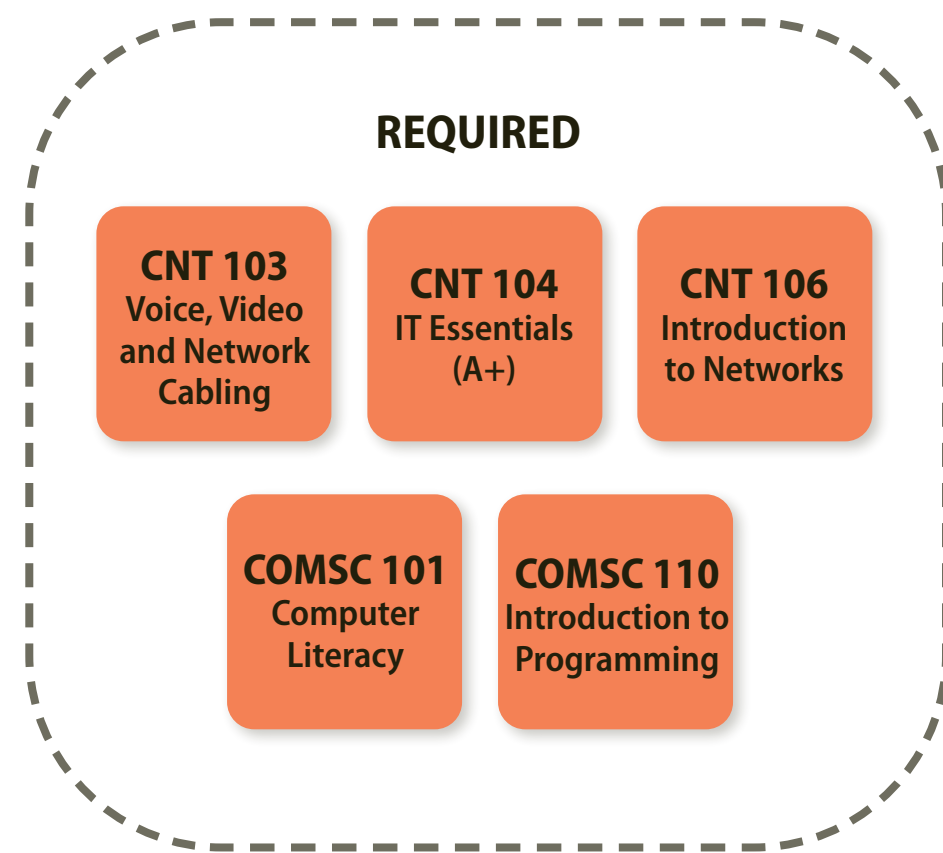 REQUIRED
CNT 103
Voice, Video
and Network
Cabling
CNT 104
IT Essentials
(A+)
CNT 106
Introduction
to Networks
COMSC 101
Computer
Literacy
COMSC 110
Introduction to
Programming